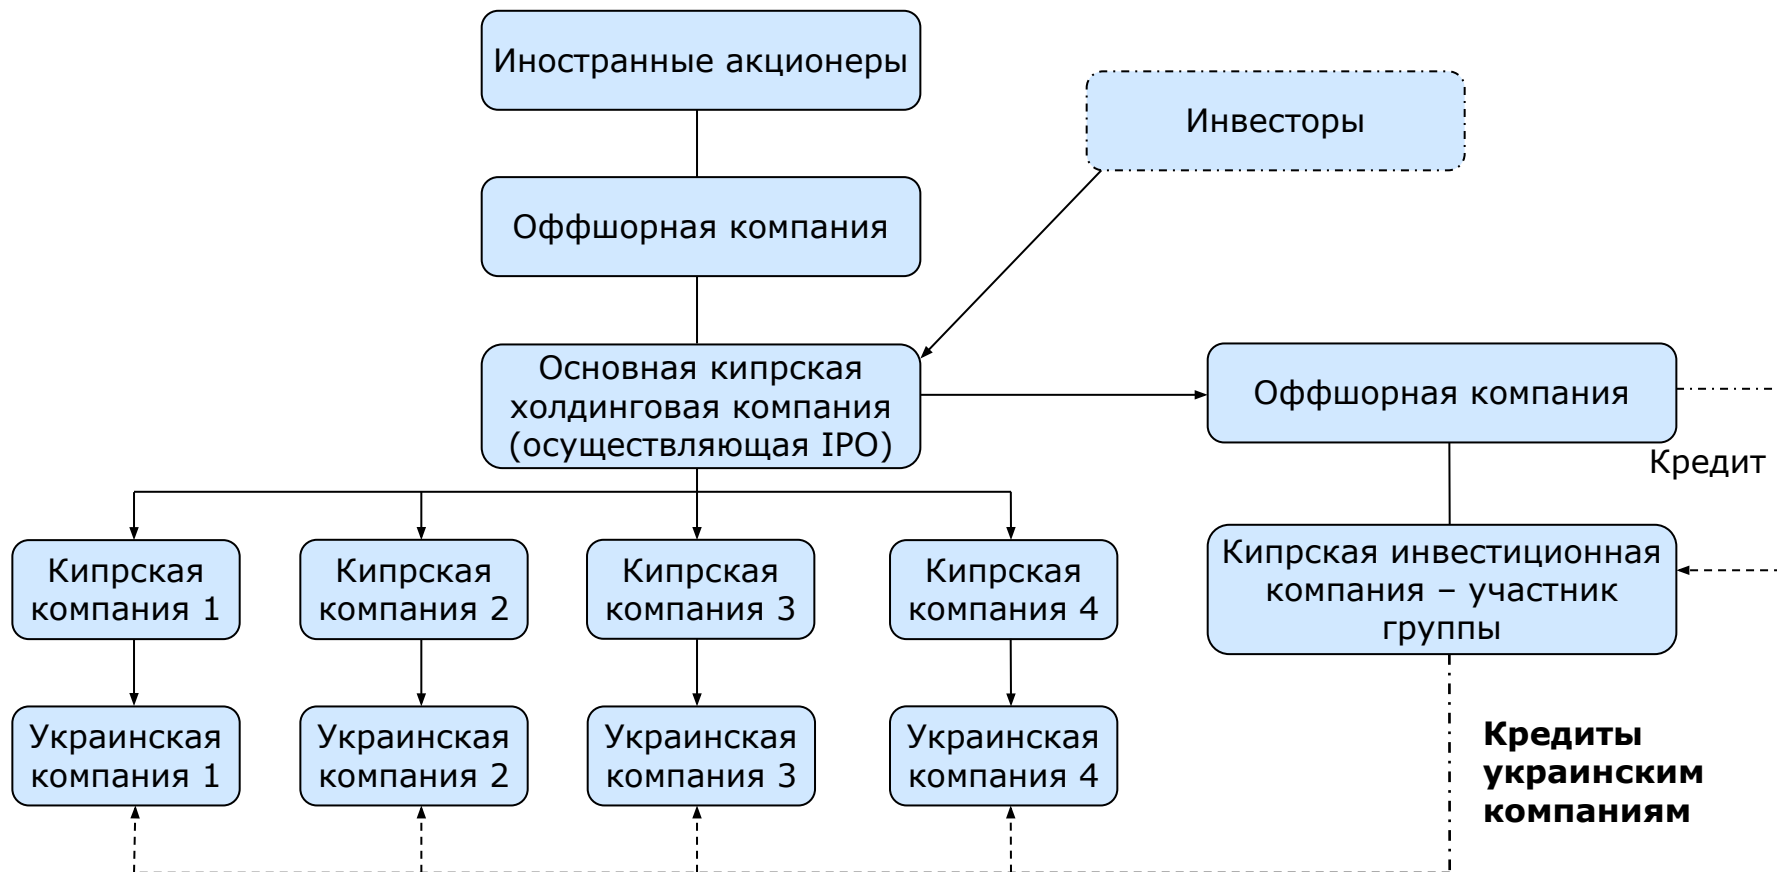 Иностранные акционеры
Инвесторы
Оффшорная компания
Основная кипрская
холдинговая компания
(осуществляющая IPO)
Оффшорная компания
Кредит
Кипрская
компания 1
Кипрская
компания 2
Кипрская
компания 3
Кипрская
компания 4
Кипрская инвестиционная
компания – участник
группы
Украинская
компания 1
Украинская
компания 2
Украинская
компания 3
Украинская
компания 4
Кредиты
украинским
компаниям